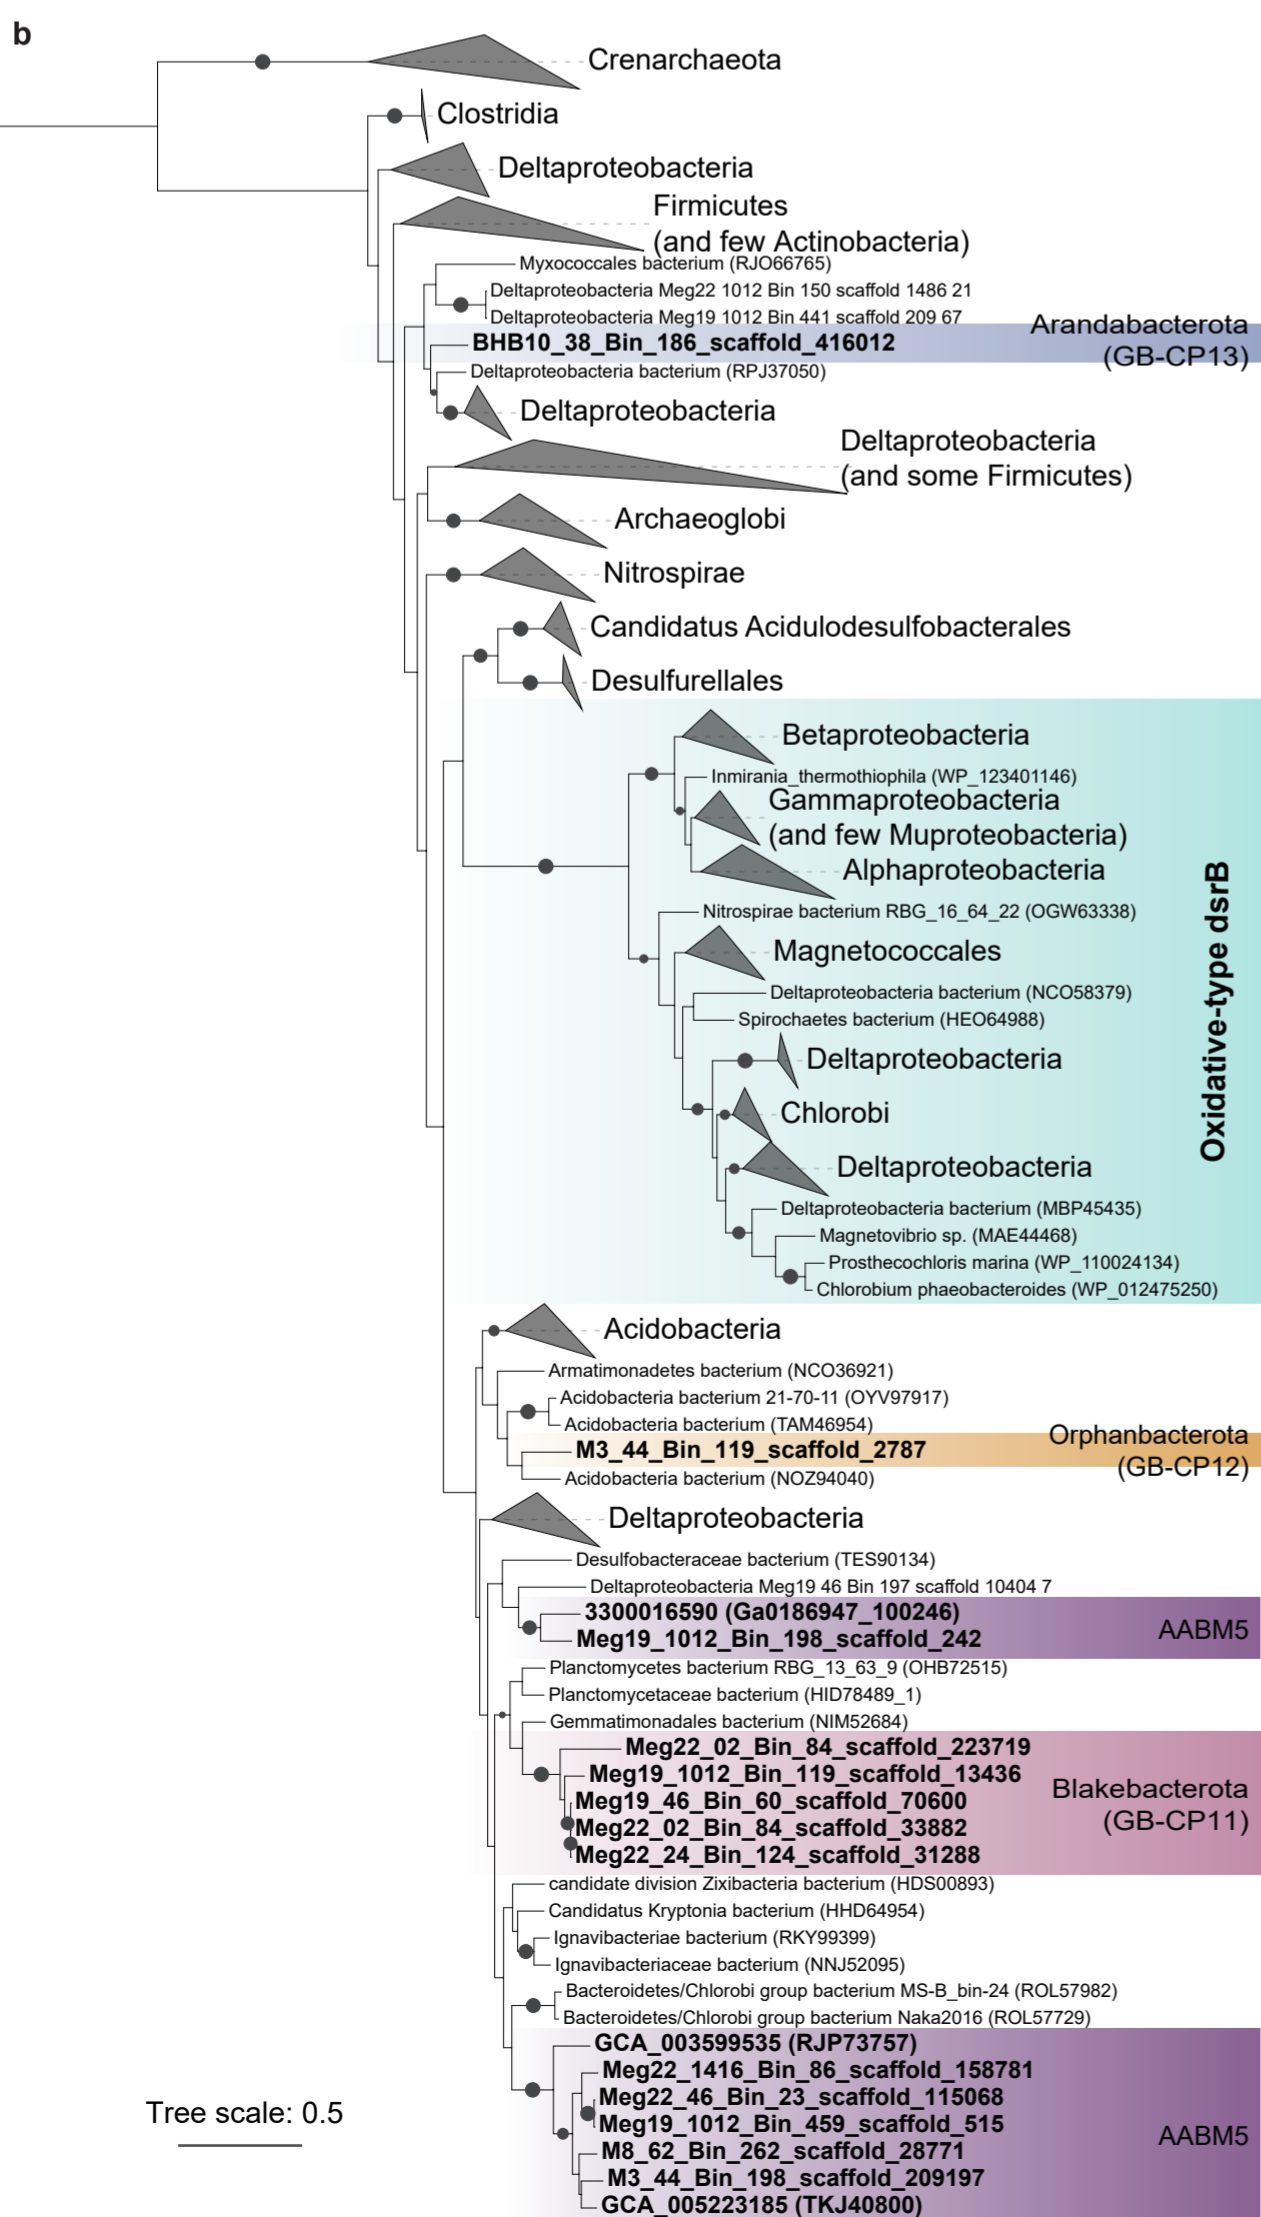 b
Crenarchaeota
Clostridia
Deltaproteobacteria
Firmicutes
(and few Actinobacteria)
Myxococcales bacterium (RJO66765)
Deltaproteobacteria Meg22 1012 Bin 150 scaffold 1486 21
Deltaproteobacteria Meg19 1012 Bin 441 scaffold 209 67
Arandabacterota
BHB10_38_Bin_186_scaffold_416012
(GB-CP13)
Deltaproteobacteria bacterium (RPJ37050)
Deltaproteobacteria
Deltaproteobacteria
(and some Firmicutes)
Archaeoglobi
Nitrospirae
Candidatus Acidulodesulfobacterales
Desulfurellales
Betaproteobacteria
Inmirania_thermothiophila (WP_123401146)
Gammaproteobacteria
(and few Muproteobacteria)
Alphaproteobacteria
Oxidative-type dsrB
Nitrospirae bacterium RBG_16_64_22 (OGW63338)
Magnetococcales
Deltaproteobacteria bacterium (NCO58379)
Spirochaetes bacterium (HEO64988)
Deltaproteobacteria
Chlorobi
Deltaproteobacteria
Deltaproteobacteria bacterium (MBP45435)
Magnetovibrio sp. (MAE44468)
Prosthecochloris marina (WP_110024134)
Chlorobium phaeobacteroides (WP_012475250)
Acidobacteria
Armatimonadetes bacterium (NCO36921)
Acidobacteria bacterium 21-70-11 (OYV97917)
Acidobacteria bacterium (TAM46954)
Orphanbacterota
M3_44_Bin_119_scaffold_2787
(GB-CP12)
Acidobacteria bacterium (NOZ94040)
Deltaproteobacteria
Desulfobacteraceae bacterium (TES90134)
Deltaproteobacteria Meg19 46 Bin 197 scaffold 10404 7
3300016590 (Ga0186947_100246)
AABM5
Meg19_1012_Bin_198_scaffold_242
Planctomycetes bacterium RBG_13_63_9 (OHB72515)
Planctomycetaceae bacterium (HID78489_1)
Gemmatimonadales bacterium (NIM52684)
Meg22_02_Bin_84_scaffold_223719
Meg19_1012_Bin_119_scaffold_13436
Blakebacterota
Meg19_46_Bin_60_scaffold_70600
(GB-CP11)
Meg22_02_Bin_84_scaffold_33882
Meg22_24_Bin_124_scaffold_31288
candidate division Zixibacteria bacterium (HDS00893)
Candidatus Kryptonia bacterium (HHD64954)
Ignavibacteriae bacterium (RKY99399)
Ignavibacteriaceae bacterium (NNJ52095)
Bacteroidetes/Chlorobi group bacterium MS-B_bin-24 (ROL57982)
Bacteroidetes/Chlorobi group bacterium Naka2016 (ROL57729)
GCA_003599535 (RJP73757)
Meg22_1416_Bin_86_scaffold_158781
Meg22_46_Bin_23_scaffold_115068
Meg19_1012_Bin_459_scaffold_515
AABM5
M8_62_Bin_262_scaffold_28771
M3_44_Bin_198_scaffold_209197
GCA_005223185 (TKJ40800)
Tree scale: 0.5